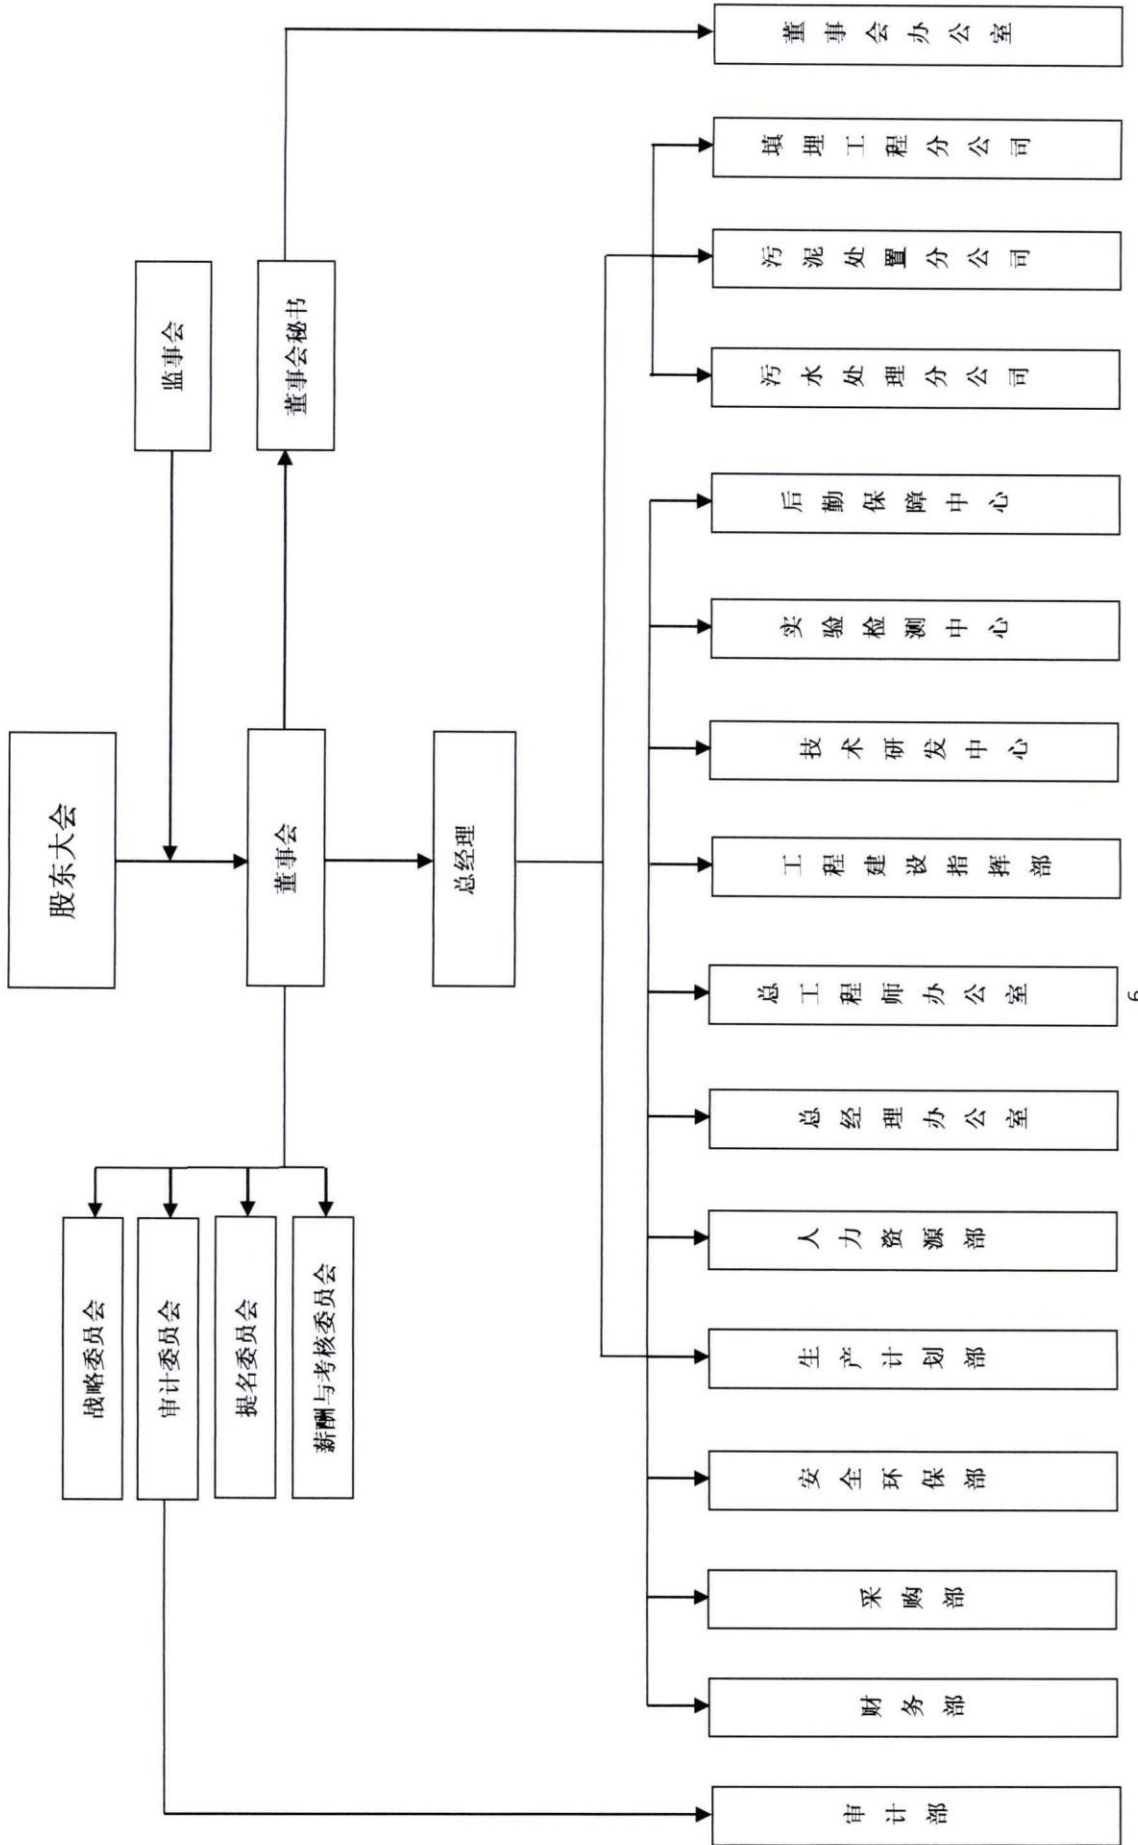 股东大会
监事会
董事会
董事会秘书
战略委员会
审计委员会
提名委员会
薪酬与考核委员会
总经理
审计部
财务部
采购部
安全环保部
生产计划部
人力资源部
总经理办公室
总工程师办公室
工程建设指挥部
技术研发中心
实验检测中心
后勤保障中心
污水处理分公司
污泥处置分公司
填埋工程分公司
董事会办公室
6